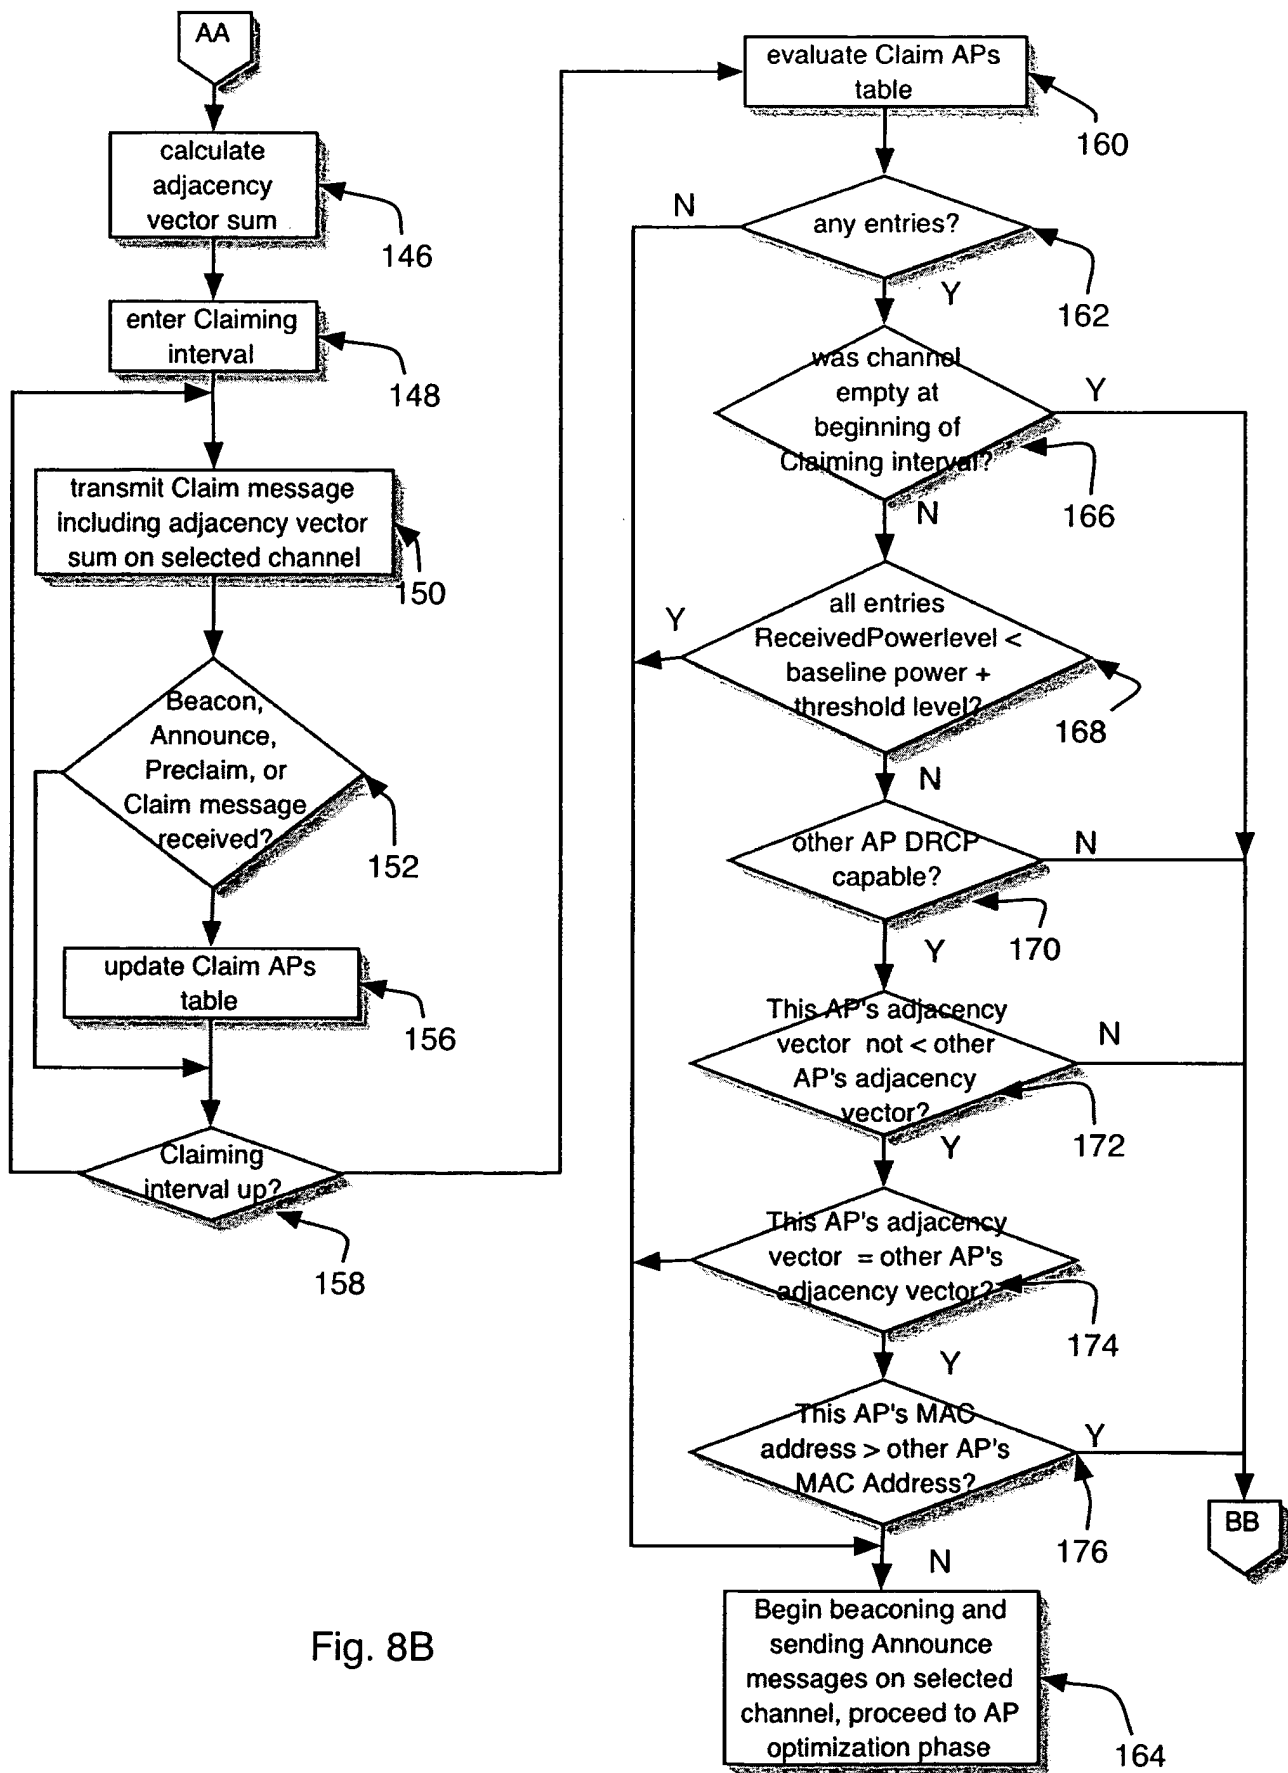 AA
calculate
adjacency
vector sum
146
enter Claiming
interval
148
transmit Claim message
including adjacency vector
sum on selected channel
150
Beacon,
Announce,
Preclaim, or
Claim message
received?
152
update Claim APs
table
156
Claiming
interval up?
158
evaluate Claim APs
table
160
N
any entries?
162
Y
was channel
empty at
beginning of
Claiming interval?
Y
166
N
all entries
ReceivedPowerlevel <
baseline power +
threshold level?
Y
168
N
other AP DRCP
capable?
N
170
Y
This AP's adjacency
vector not < other
AP's adjacency
vector?
N
172
Y
This AP's adjacency
vector = other AP's
adjacency vector?
174
Y
This AP's MAC
address > other AP's
MAC Address?
Y
176
BB
N
Begin beaconing and
sending Announce
messages on selected
channel, proceed to AP
optimization phase
164
Fig. 8B